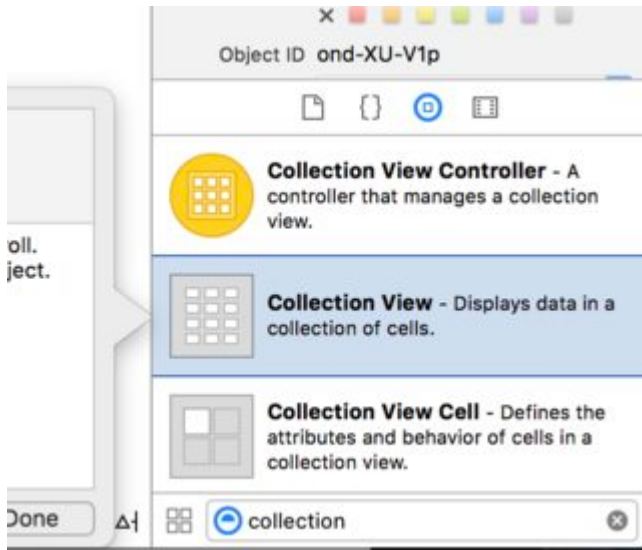 Object ID ond-XU-V1p
Collection View Controller - A
controller that manages a collection
view.
oll.
ject.
Collection View - Displays data in a
collection of cells.
Collection View Cell - Defines the
attributes and behavior of cells in a
collection view.
Done
collection